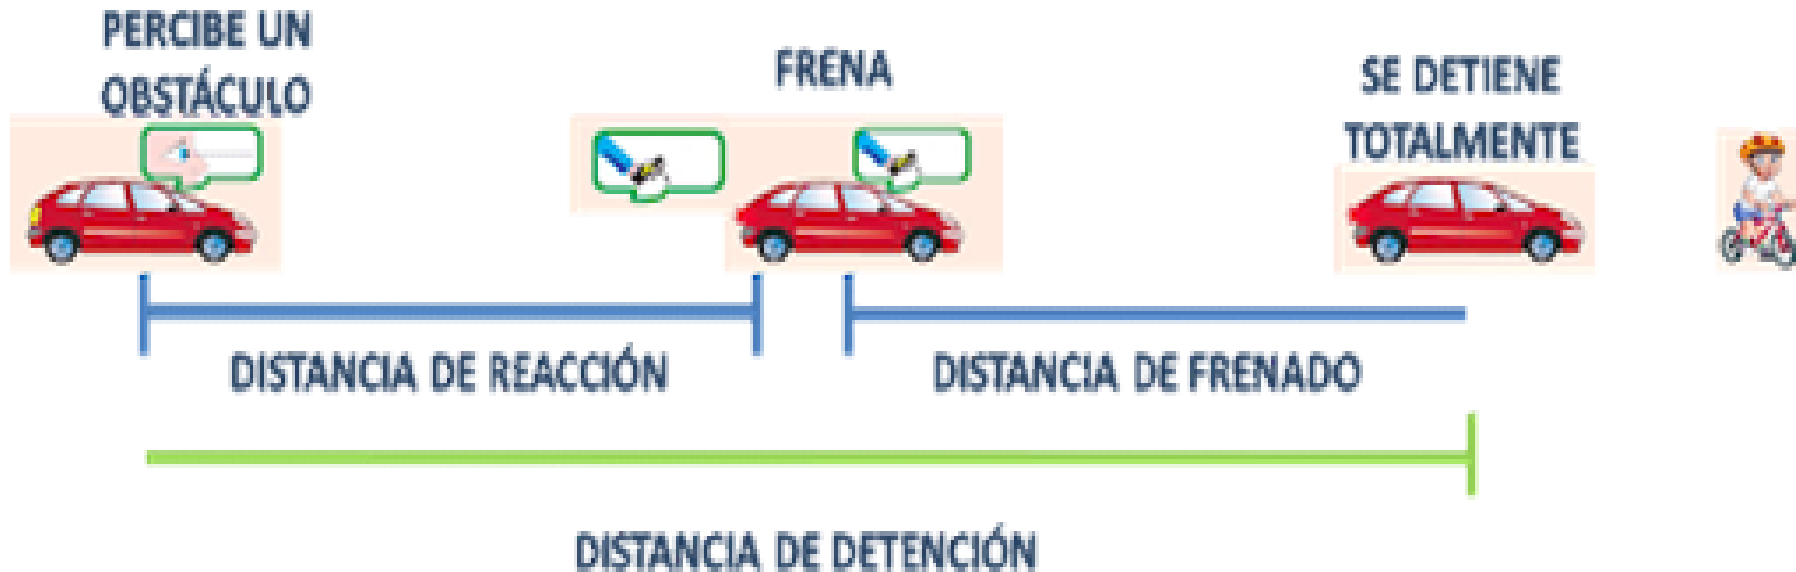 PERCIBE UN
OBSTÁCULO
FRENA
SE DETIENE
TOTALMENTE
DISTANCIA DE REACCIÓN
DISTANCIA DE FRENADO
DISTANCIA DE DETENCIÓN